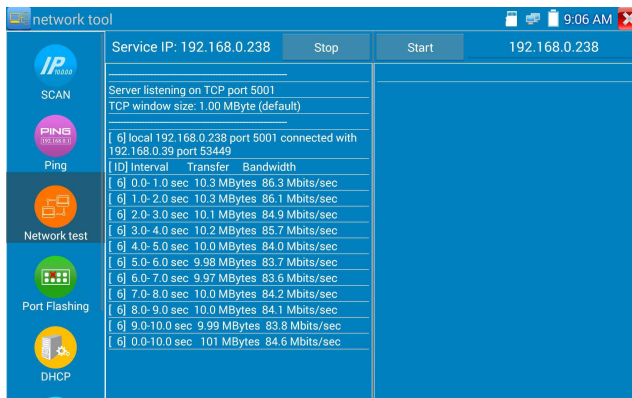 network tool
9:06 AM
Service IP: 192.168.0.238
Stop
Start
192.168.0.238
IP
10.0.0.0
SCAN
PING
192.168.0.1
Ping
Network test
Port Flashing
DHCP
Server listening on TCP port 5001
TCP window size: 1.00 MByte (default)
[ 6] local 192.168.0.238 port 5001 connected with
192.168.0.39 port 53449
[ ID] Interval Transfer Bandwidth
[ 6] 0.0- 1.0 sec 10.3 MBytes 86.3 Mbits/sec
[ 6] 1.0- 2.0 sec 10.3 MBytes 86.1 Mbits/sec
[ 6] 2.0- 3.0 sec 10.1 MBytes 84.9 Mbits/sec
[ 6] 3.0- 4.0 sec 10.2 MBytes 85.7 Mbits/sec
[ 6] 4.0- 5.0 sec 10.0 MBytes 84.0 Mbits/sec
[ 6] 5.0- 6.0 sec 9.98 MBytes 83.7 Mbits/sec
[ 6] 6.0- 7.0 sec 9.97 MBytes 83.6 Mbits/sec
[ 6] 7.0- 8.0 sec 10.0 MBytes 84.2 Mbits/sec
[ 6] 8.0- 9.0 sec 10.0 MBytes 84.1 Mbits/sec
[ 6] 9.0-10.0 sec 9.99 MBytes 83.8 Mbits/sec
[ 6] 0.0-10.0 sec 101 MBytes 84.6 Mbits/sec